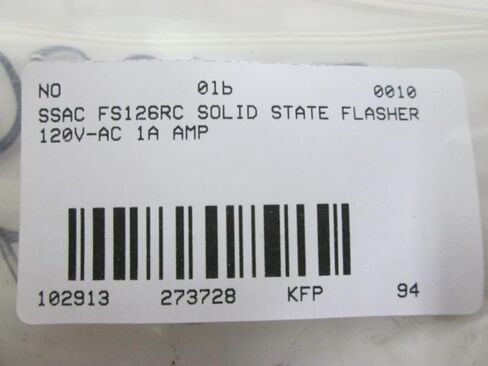 NO 01b 0010
SSAC FS126RC SOLID STATE FLASHER
120V-AC 1A AMP
102913 273728 KFP 94